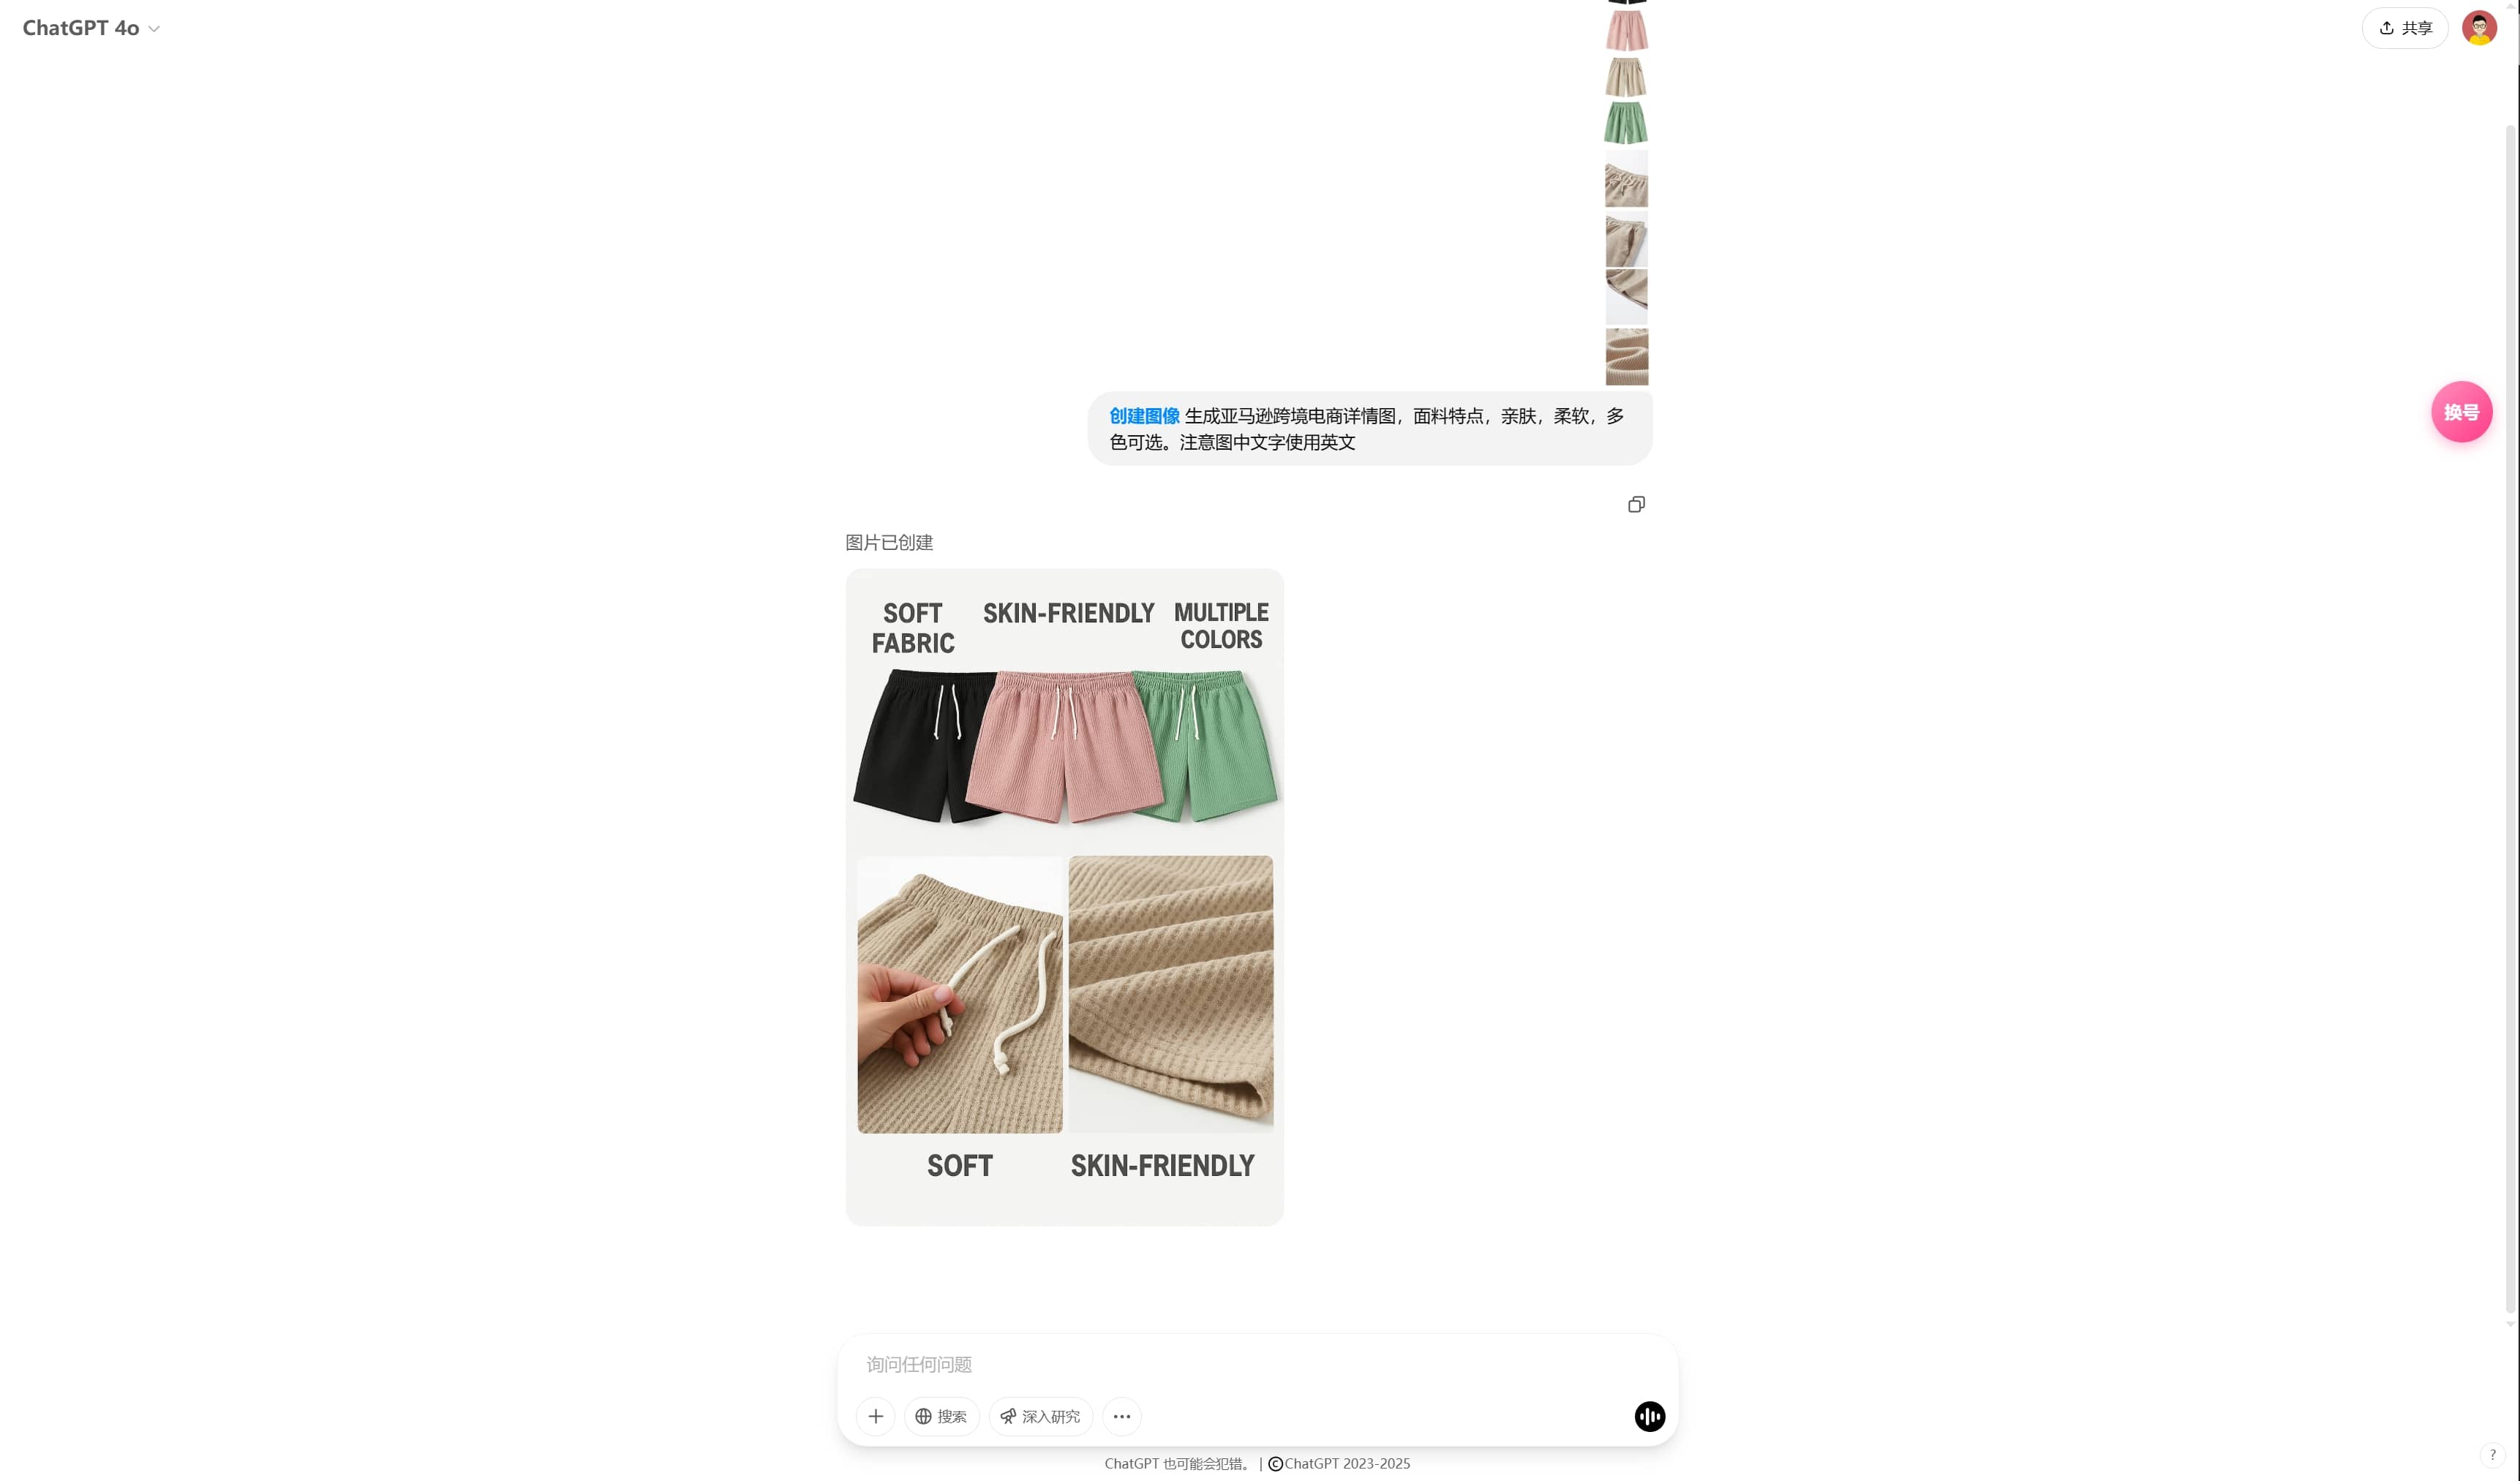 ChatGPT 4o
共享
换号
创建图像 生成亚马逊跨境电商详情图，面料特点，亲肤，柔软，多
色可选。注意图中文字使用英文
图片已创建
SOFT
FABRIC
SKIN-FRIENDLY
MULTIPLE
COLORS
SOFT
SKIN-FRIENDLY
询问任何问题
搜索
深入研究
ChatGPT 也可能会犯错。 | ©ChatGPT 2023-2025
?